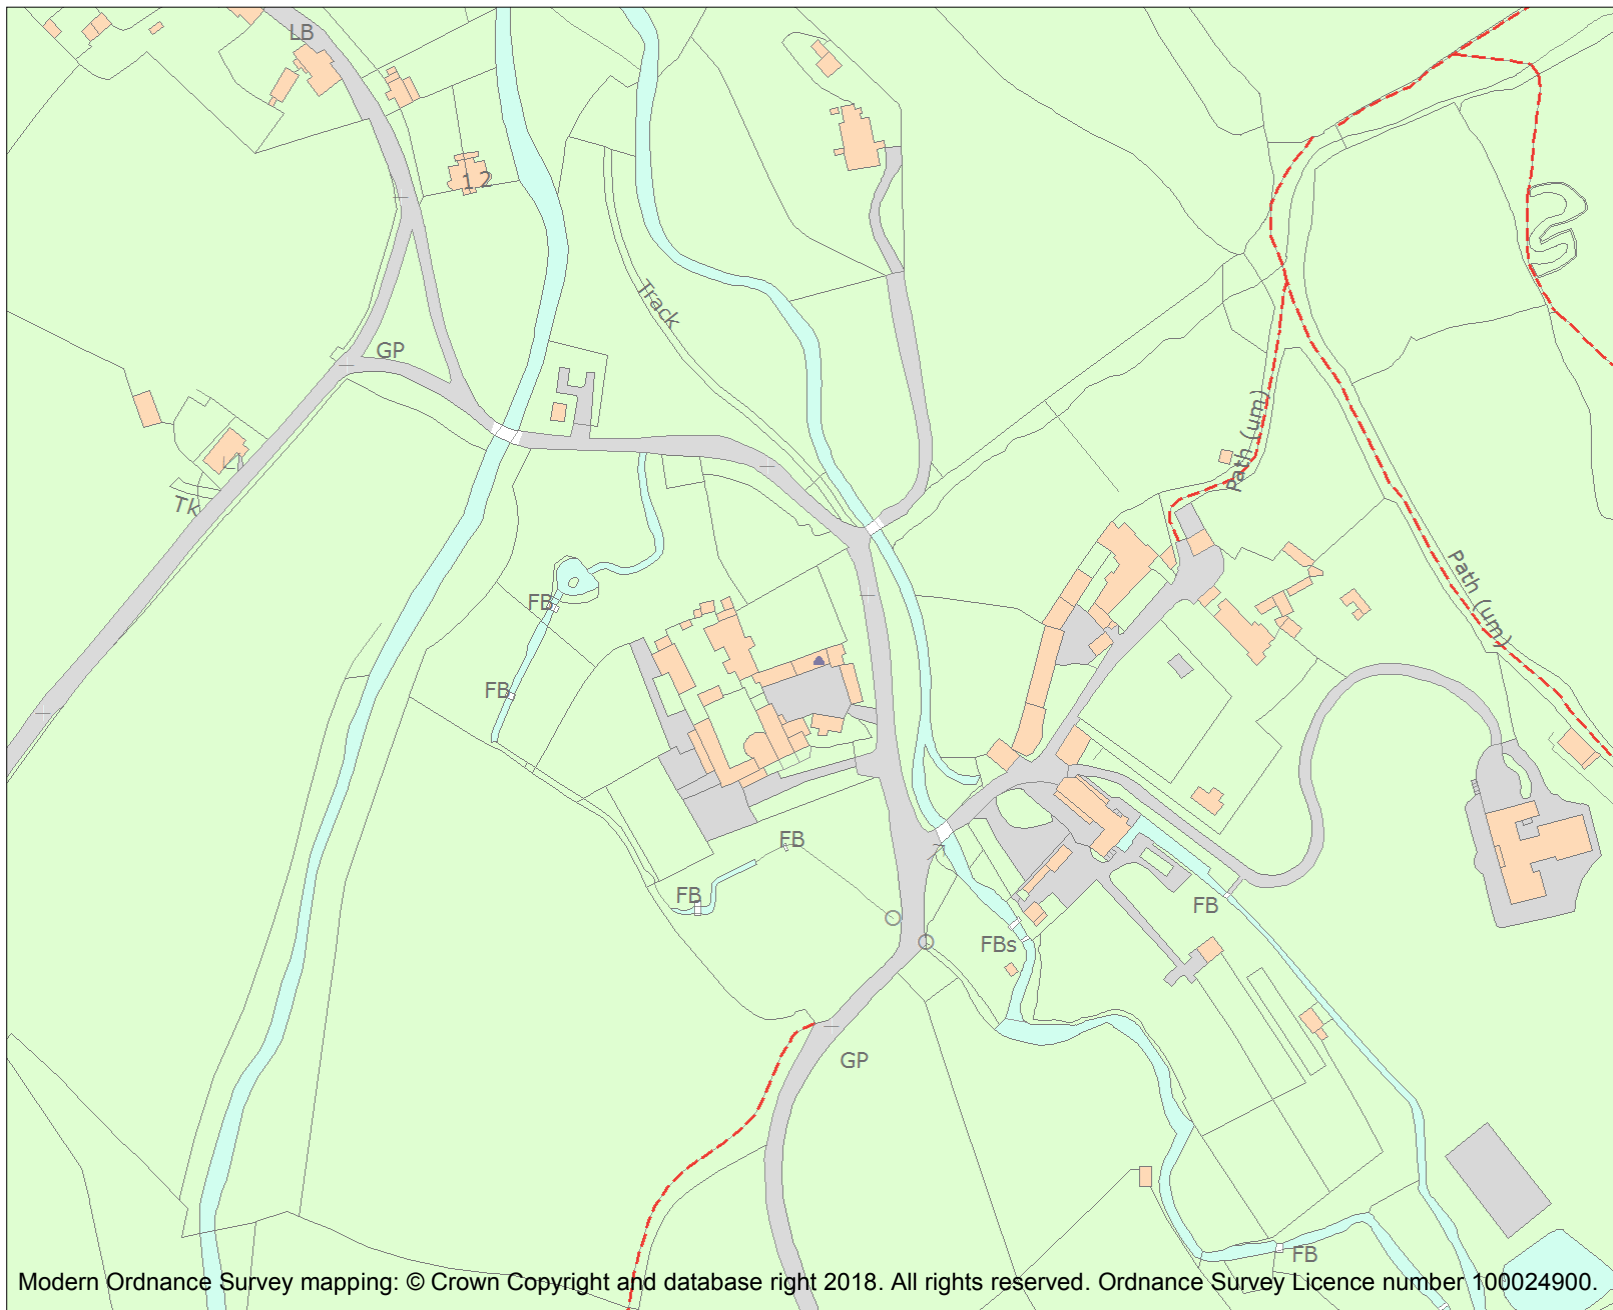 LB
1
2
Track
GP
Path (um)
Tk
Path (um)
FB
FB
FB
FB
FB
FBs
GP
FB
Modern Ordnance Survey mapping: © Crown Copyright and database right 2018. All rights reserved. Ordnance Survey Licence number 100024900.